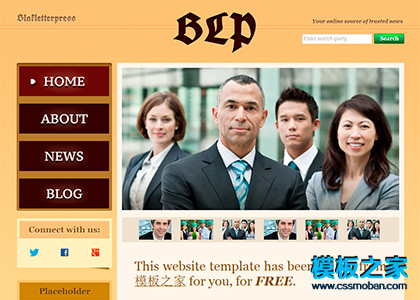 Blakletterpress
BLP
Your online source of trusted news
Enter search query
Search
HOME
ABOUT
NEWS
BLOG
Connect with us:
This website template has been
模板之家 for you, for FREE.
Placeholder
模板之家
www.cssmoban.com